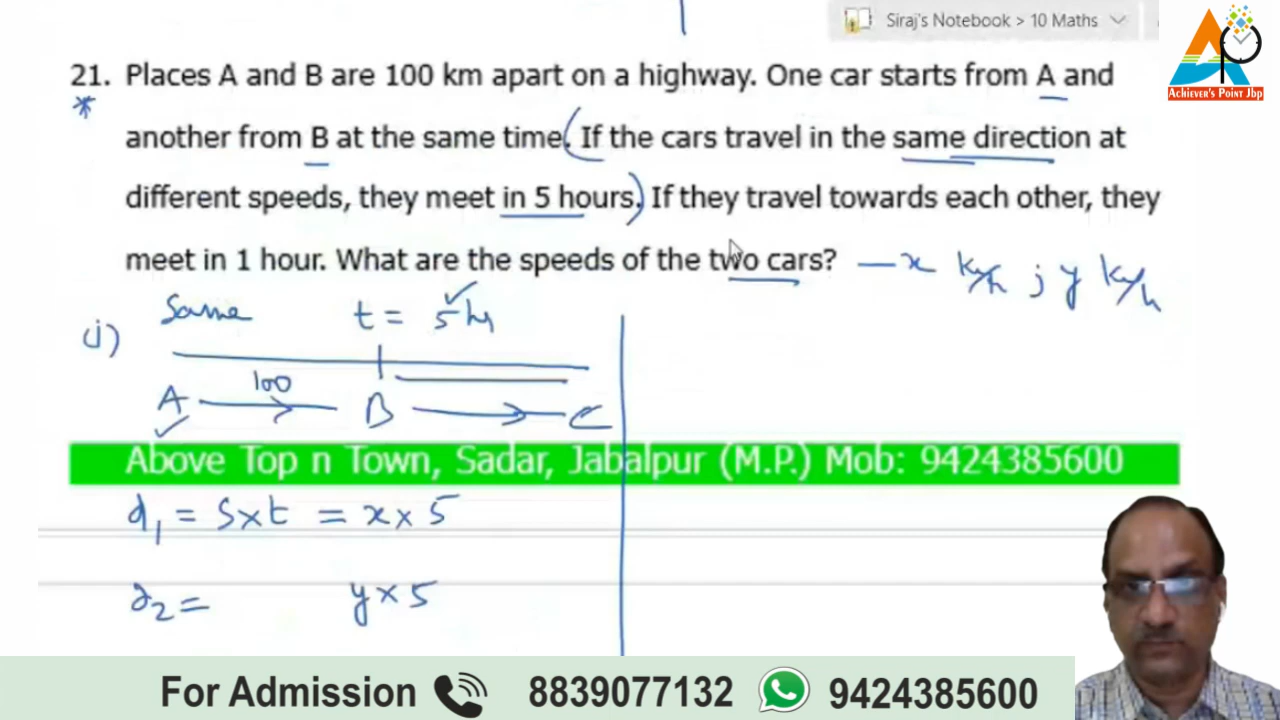 Siraj's Notebook > 10 Maths
ACHIEVER'S POINT Jbp
21. Places A and B are 100 km apart on a highway. One car starts from A and
another from B at the same time. (If the cars travel in the same direction at
different speeds, they meet in 5 hours.) If they travel towards each other, they
meet in 1 hour. What are the speeds of the two cars? — x km/h ; y km/h
(i) Same t = 5 hr
A 100 B C
Above Top n Town, Sadar, Jabalpur (M.P.) Mob: 9424385600
d₁ = S×t = x × 5
d₂ = y × 5
For Admission 8839077132 9424385600